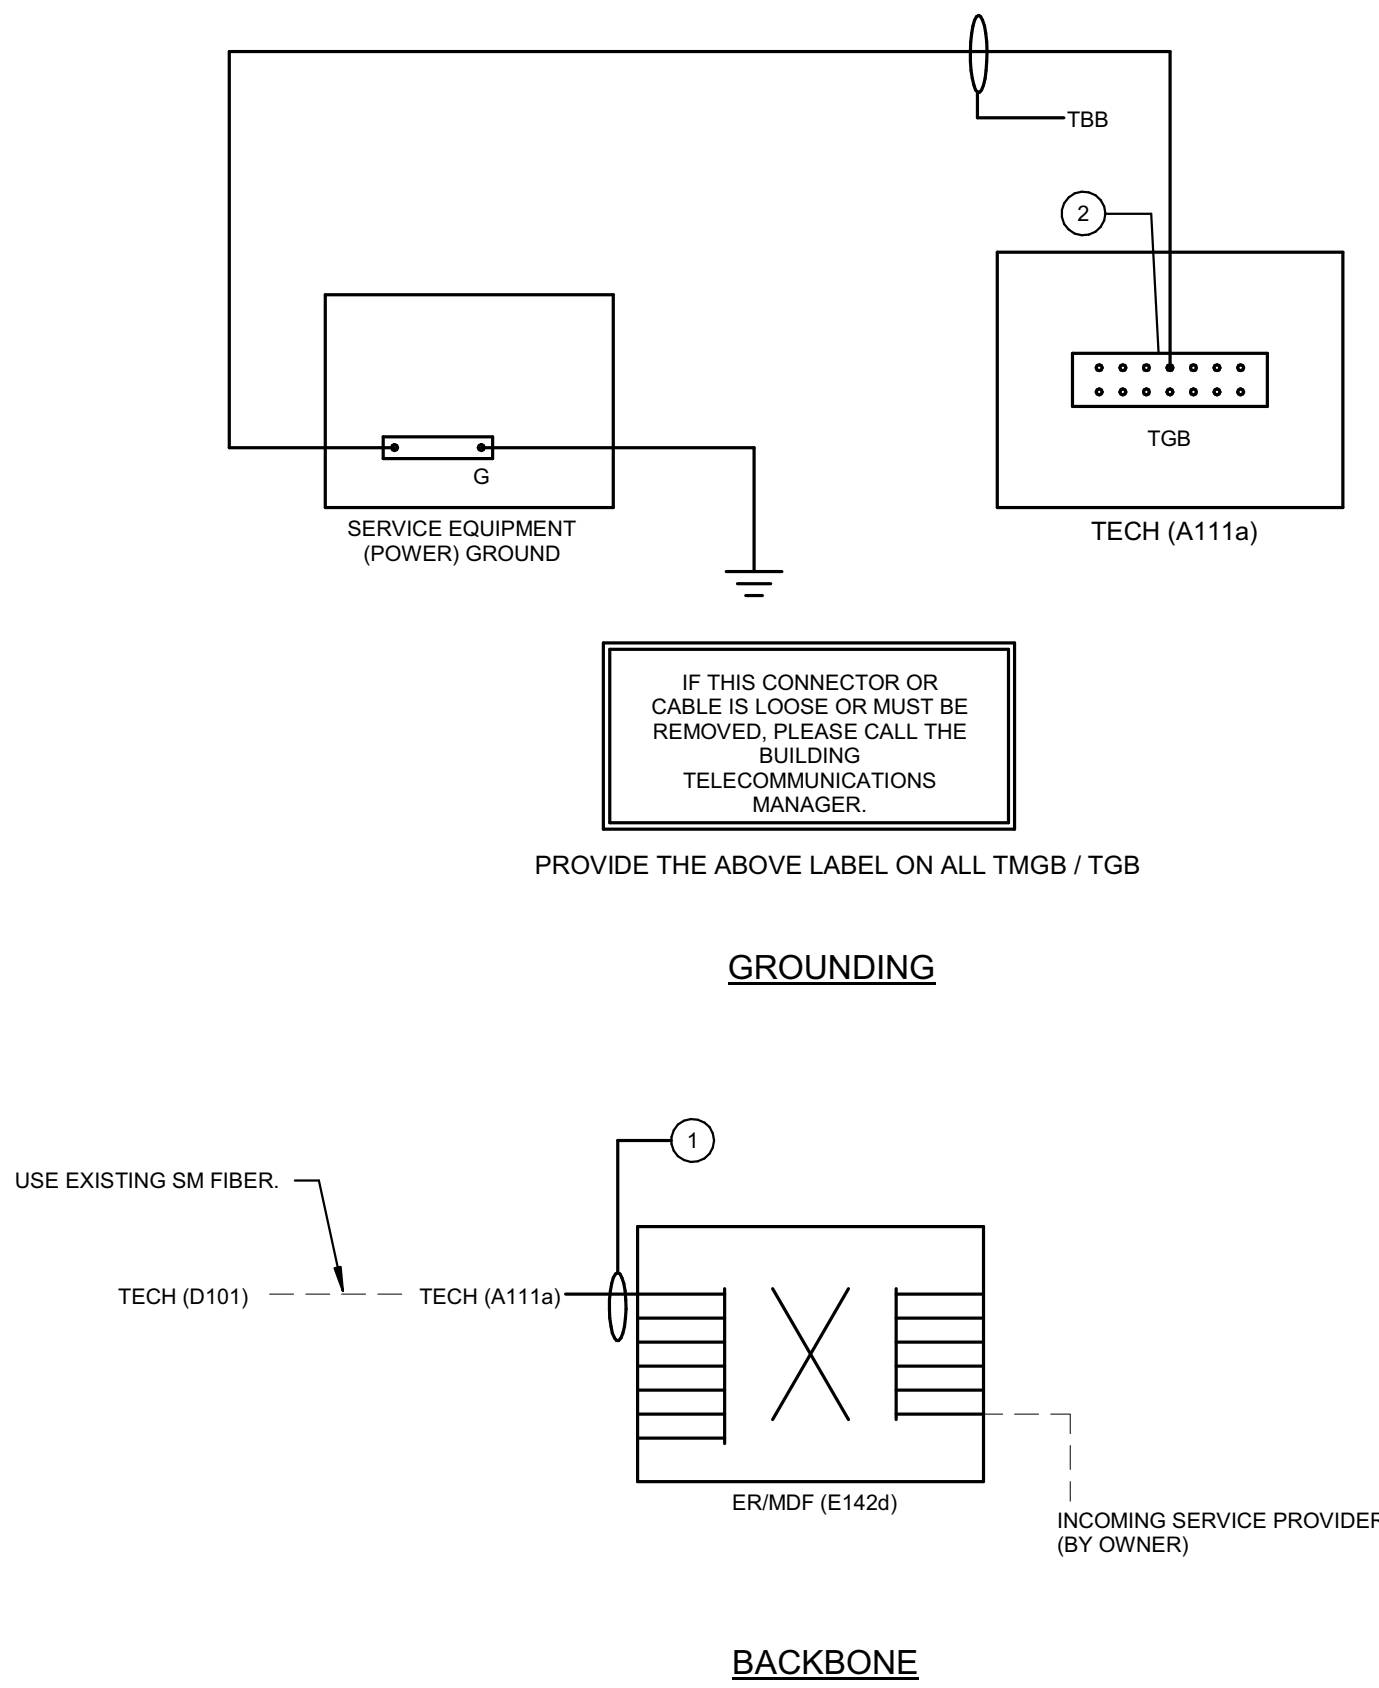 TBB
2
TGB
TECH (A111a)
G
SERVICE EQUIPMENT
(POWER) GROUND
IF THIS CONNECTOR OR
CABLE IS LOOSE OR MUST BE
REMOVED, PLEASE CALL THE
BUILDING
TELECOMMUNICATIONS
MANAGER.
PROVIDE THE ABOVE LABEL ON ALL TMGB / TGB
GROUNDING
1
USE EXISTING SM FIBER.
TECH (D101)
TECH (A111a)
ER/MDF (E142d)
INCOMING SERVICE PROVIDER
(BY OWNER)
BACKBONE